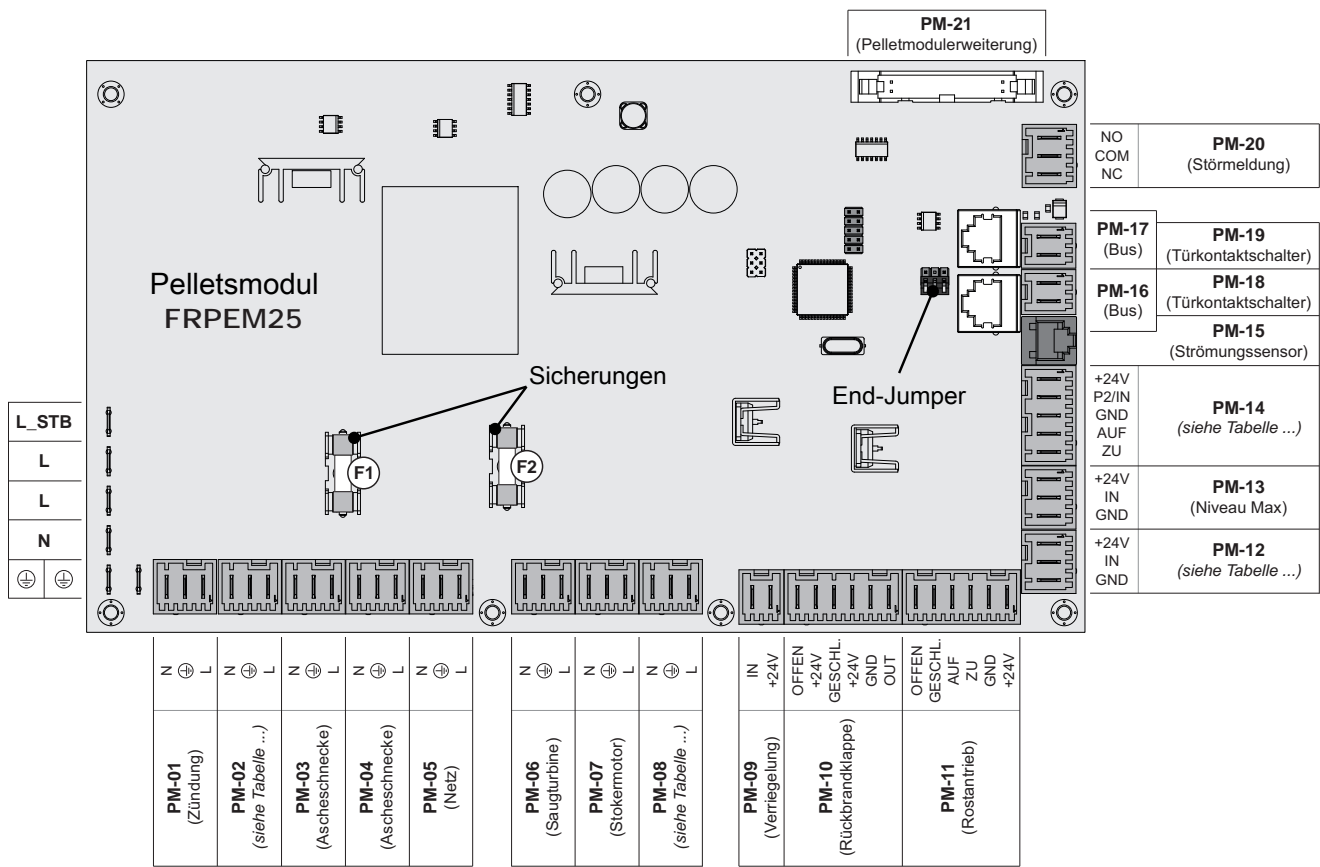 PM-21
(Pelletmodulerweiterung)
NO
COM
NC
PM-20
(Störmeldung)
PM-17
(Bus)
PM-19
(Türkontaktschalter)
PM-16
(Bus)
PM-18
(Türkontaktschalter)
PM-15
(Strömungssensor)
Pelletsmodul
FRPEM25
Sicherungen
End-Jumper
F1
F2
+24V
P2/IN
GND
AUF
ZU
PM-14
(siehe Tabelle ...)
+24V
IN
GND
PM-13
(Niveau Max)
+24V
IN
GND
PM-12
(siehe Tabelle ...)
L_STB
L
L
N
N L
PM-01
(Zündung)
N L
PM-02
(siehe Tabelle ...)
N L
PM-03
(Ascheschnecke)
N L
PM-04
(Ascheschnecke)
N L
PM-05
(Netz)
N L
PM-06
(Saugturbine)
N L
PM-07
(Stokermotor)
N L
PM-08
(siehe Tabelle ...)
IN
+24V
PM-09
(Verriegelung)
OFFEN
+24V
GESCHL.
+24V
GND
OUT
PM-10
(Rückbrandklappe)
OFFEN
GESCHL.
AUF
ZU
GND
+24V
PM-11
(Rostantrieb)